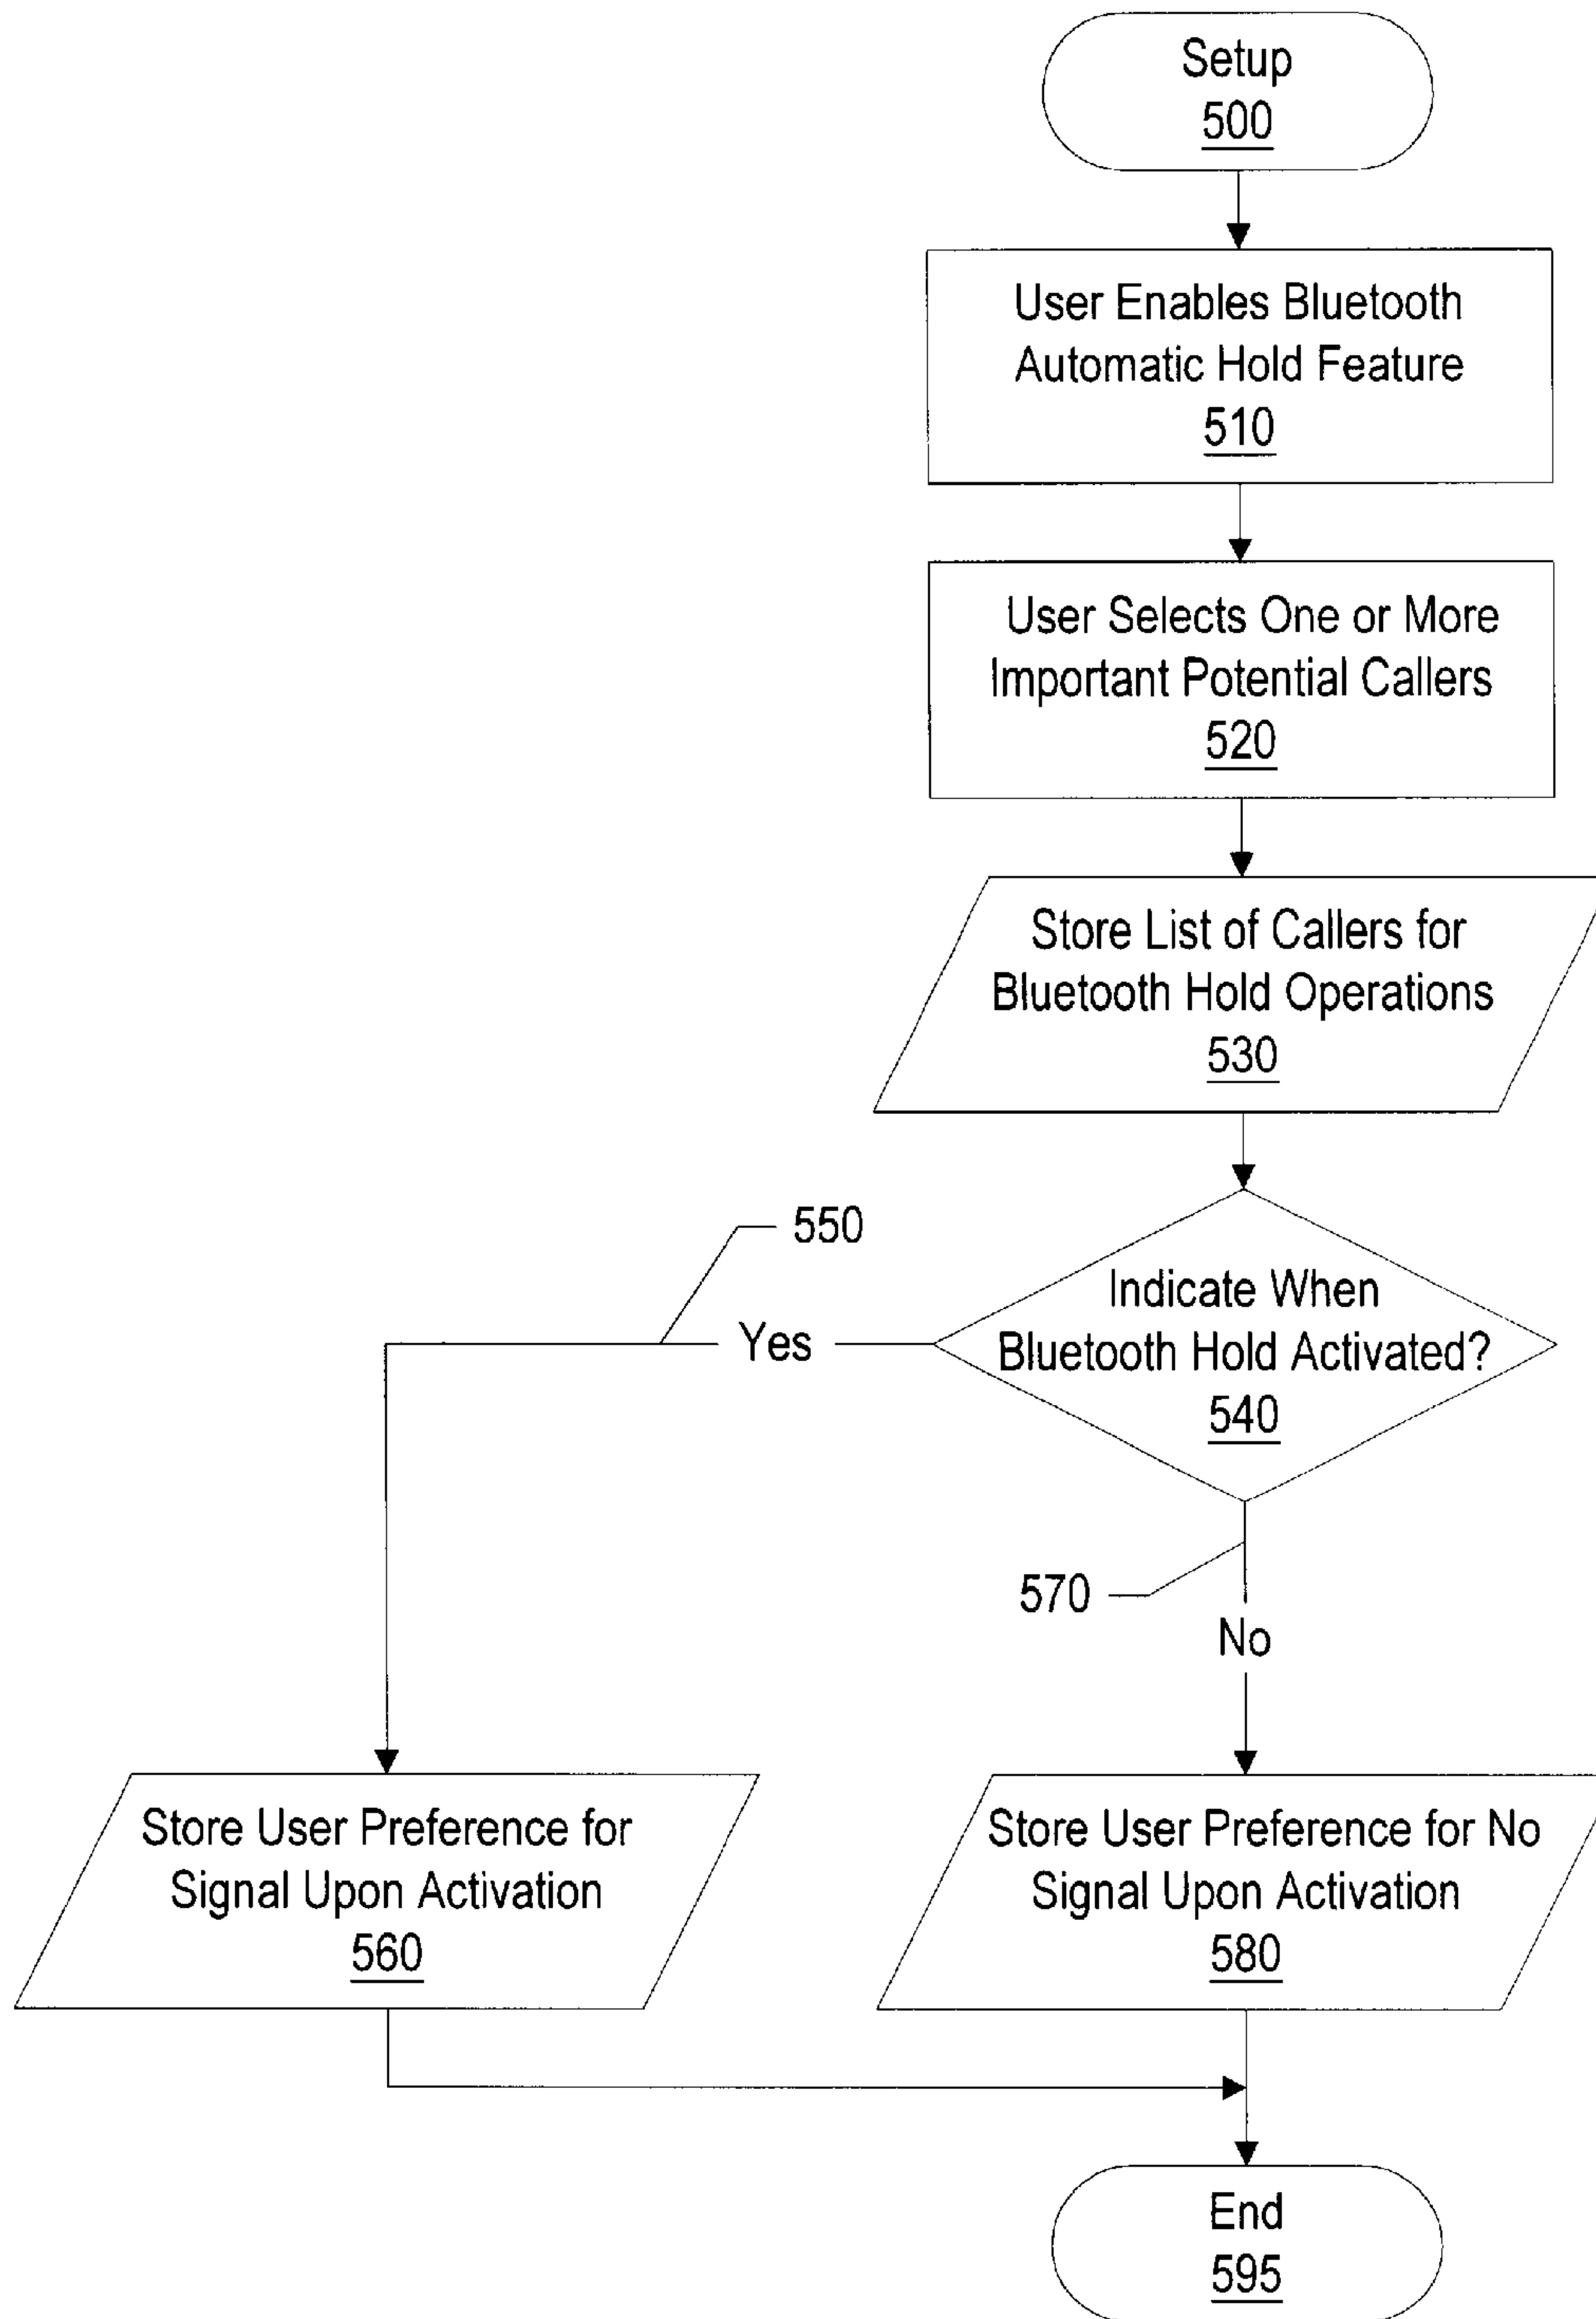 Setup
500
User Enables Bluetooth
Automatic Hold Feature
510
User Selects One or More
Important Potential Callers
520
Store List of Callers for
Bluetooth Hold Operations
530
550
Indicate When
Bluetooth Hold Activated?
540
Yes
570
No
Store User Preference for
Signal Upon Activation
560
Store User Preference for No
Signal Upon Activation
580
End
595